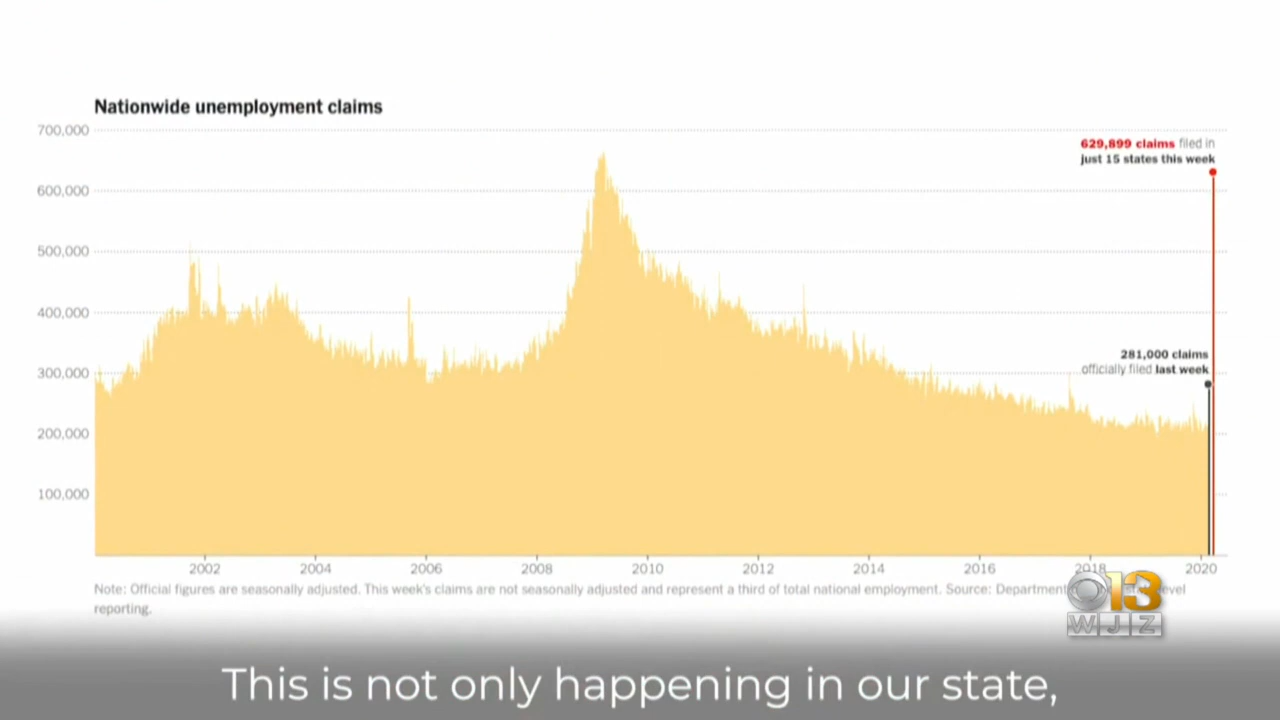 Nationwide unemployment claims
700,000
629,899 claims filed in
just 15 states this week
600,000
500,000
400,000
281,000 claims
officially filed last week
300,000
200,000
100,000
2002 2004 2006 2008 2010 2012 2014 2016 2018 2020
Note: Official figures are seasonally adjusted. This week's claims are not seasonally adjusted and represent a third of total national employment. Source: Department
reporting.
13
WJZ
This is not only happening in our state,